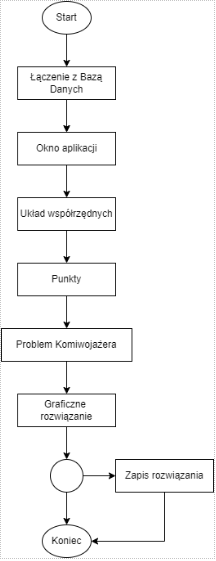 Start
Łączenie z Bazą
Danych
Okno aplikacji
Układ współrzędnych
Punkty
Problem Komiwojażera
Graficzne
rozwiązanie
Zapis rozwiązania
Koniec